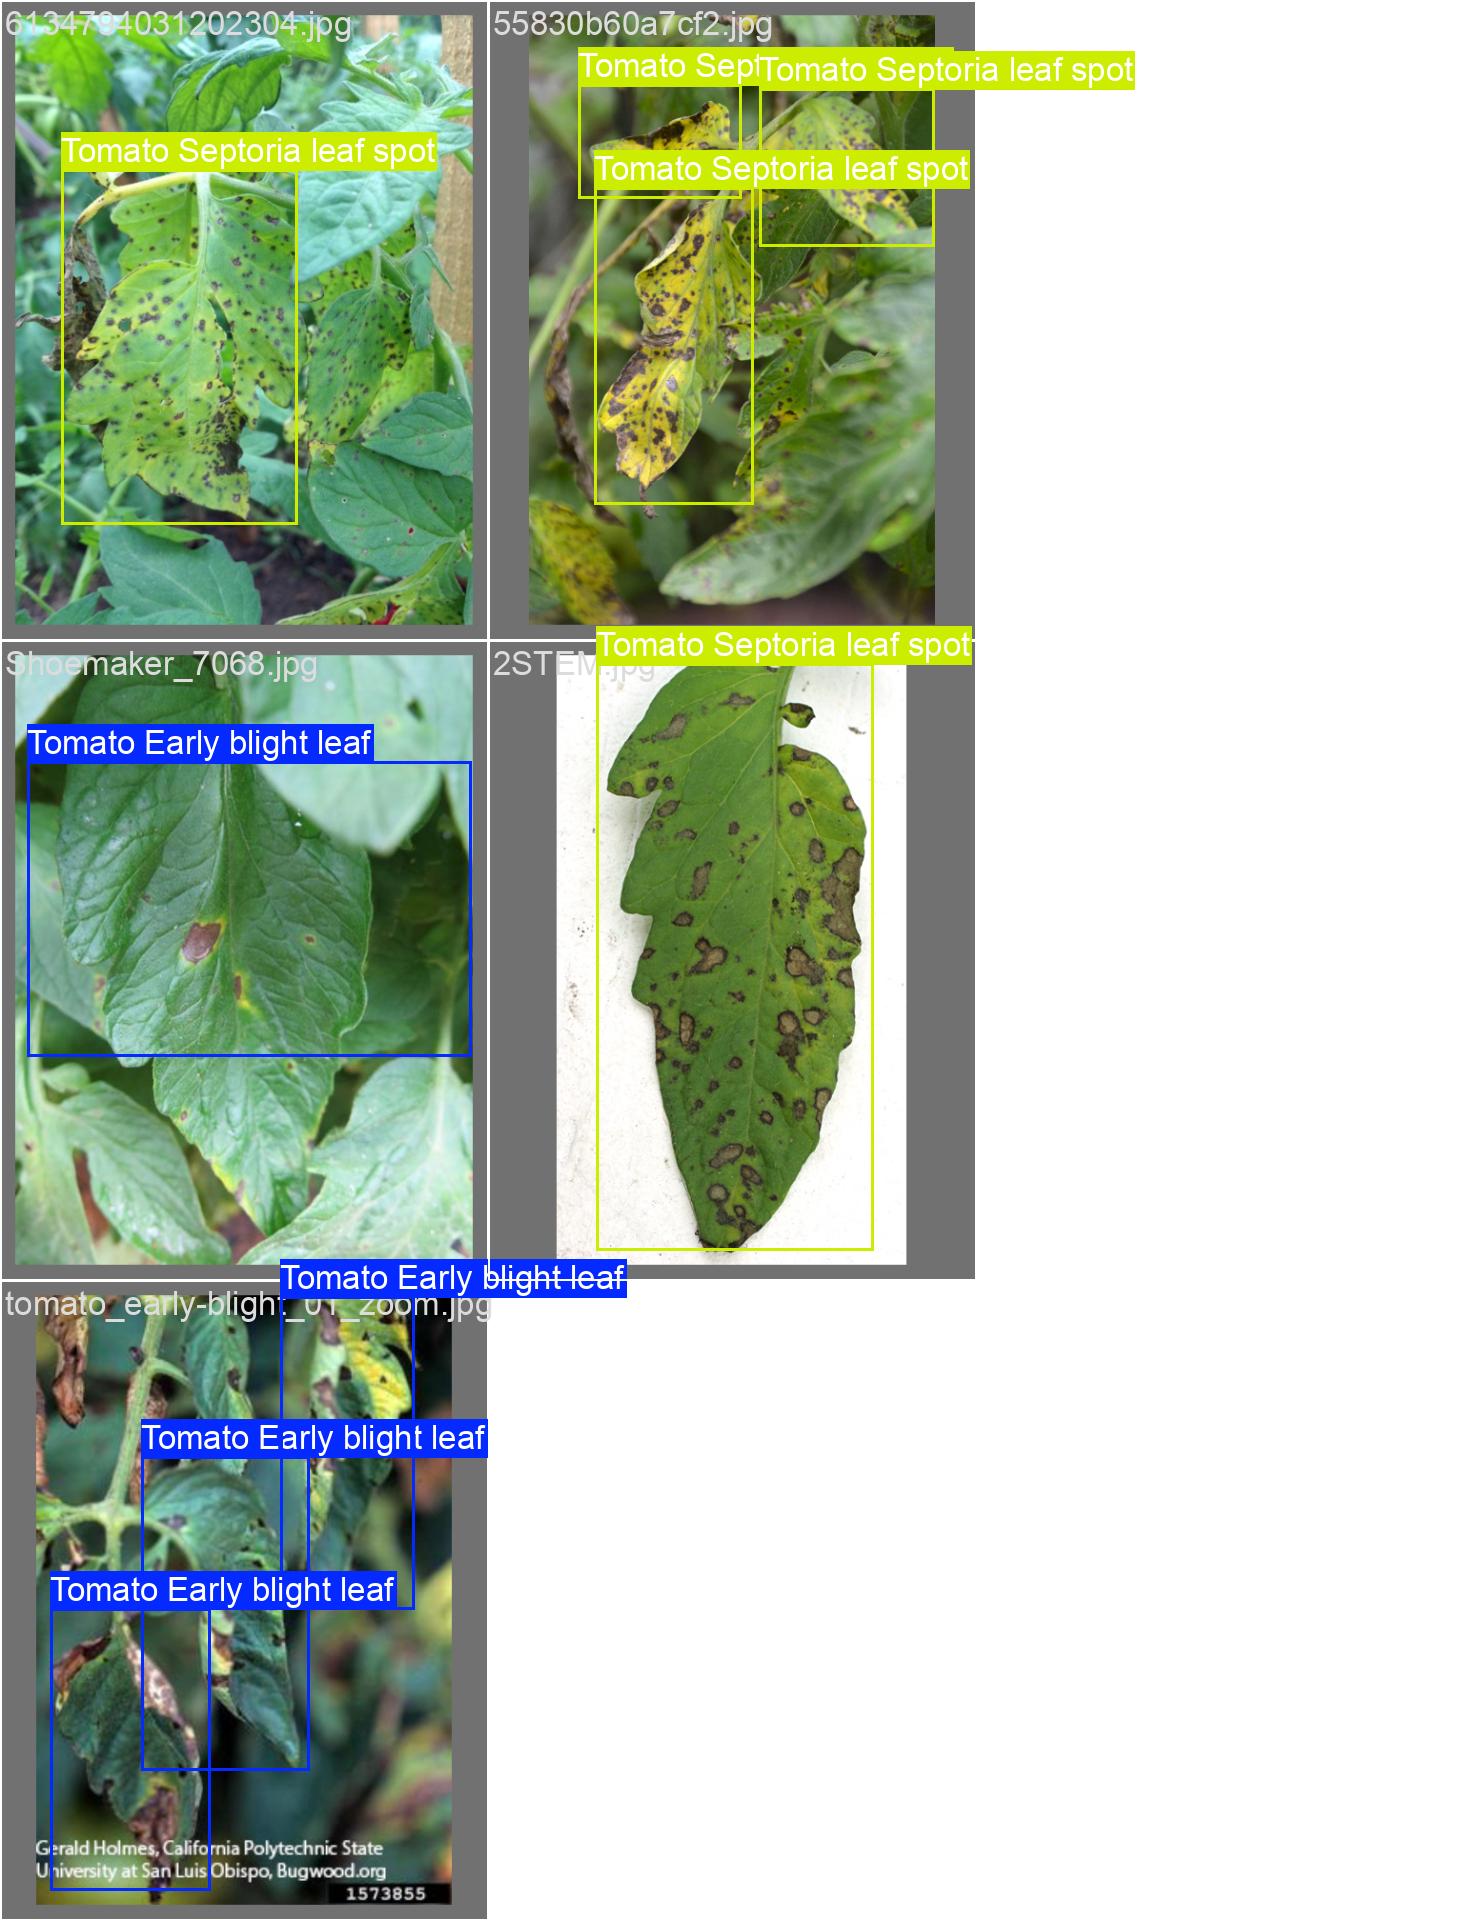 6134794031202304.jpg
55830b60a7cf2.jpg
Tomato Sept
Tomato Septoria leaf spot
Tomato Septoria leaf spot
Tomato Septoria leaf spot
Shoemaker_7068.jpg
2STEM.jpg
Tomato Septoria leaf spot
Tomato Early blight leaf
Tomato Early blight leaf
tomato_early-blight_01_zoom.jpg
Tomato Early blight leaf
Tomato Early blight leaf
Gerald Holmes, California Polytechnic State
University at San Luis Obispo, Bugwood.org
1573855